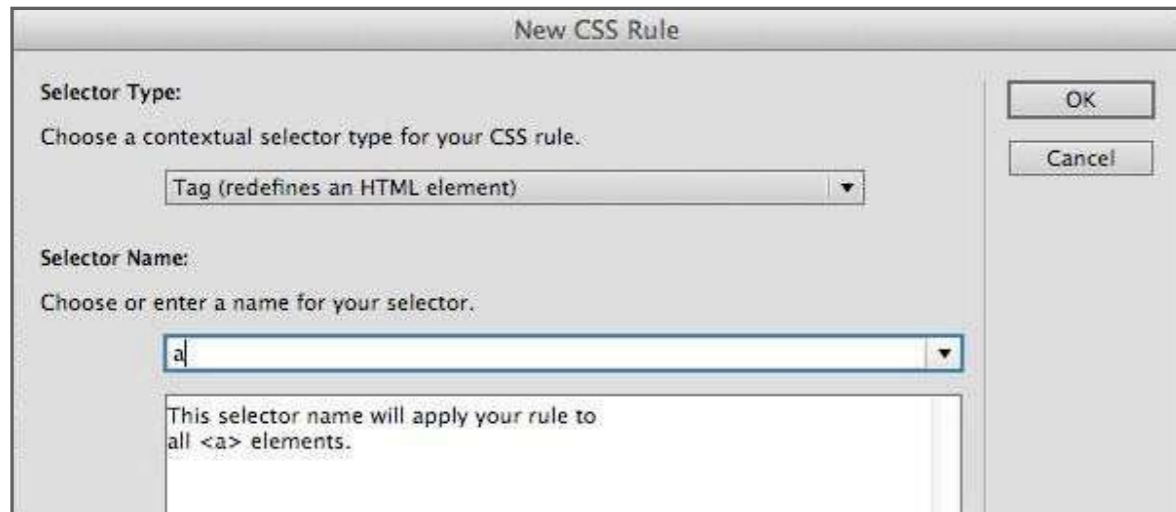 New CSS Rule
Selector Type:
OK
Choose a contextual selector type for your CSS rule.
Cancel
Tag (redefines an HTML element)
Selector Name:
Choose or enter a name for your selector.
a
This selector name will apply your rule to
all <a> elements.